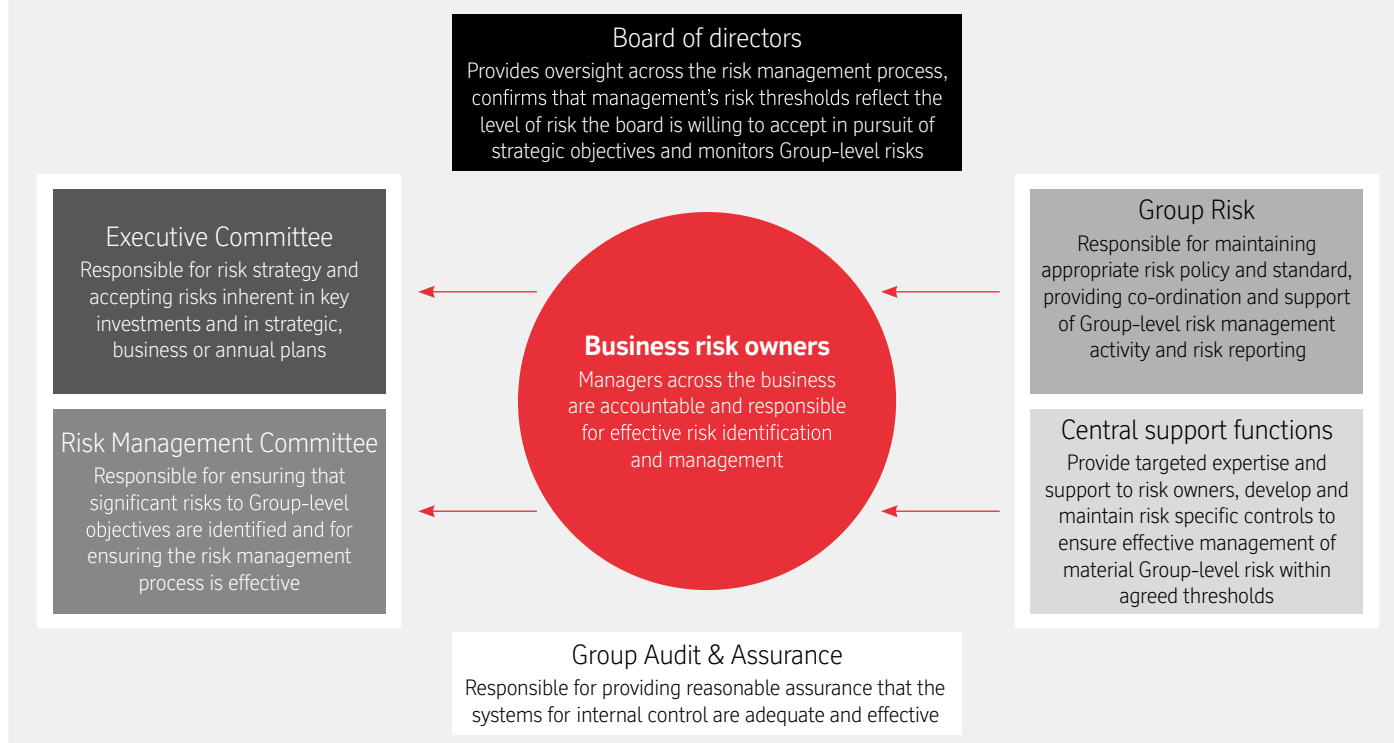 Board of directors
Provides oversight across the risk management process,
confirms that management's risk thresholds reflect the
level of risk the board is willing to accept in pursuit of
strategic objectives and monitors Group-level risks
Executive Committee
Responsible for risk strategy and
accepting risks inherent in key
investments and in strategic,
business or annual plans
Risk Management Committee
Responsible for ensuring that
significant risks to Group-level
objectives are identified and for
ensuring the risk management
process is effective
Business risk owners
Managers across the business
are accountable and responsible
for effective risk identification
and management
Group Risk
Responsible for maintaining
appropriate risk policy and standard,
providing co-ordination and support
of Group-level risk management
activity and risk reporting
Central support functions
Provide targeted expertise and
support to risk owners, develop and
maintain risk specific controls to
ensure effective management of
material Group-level risk within
agreed thresholds
Group Audit & Assurance
Responsible for providing reasonable assurance that the
systems for internal control are adequate and effective